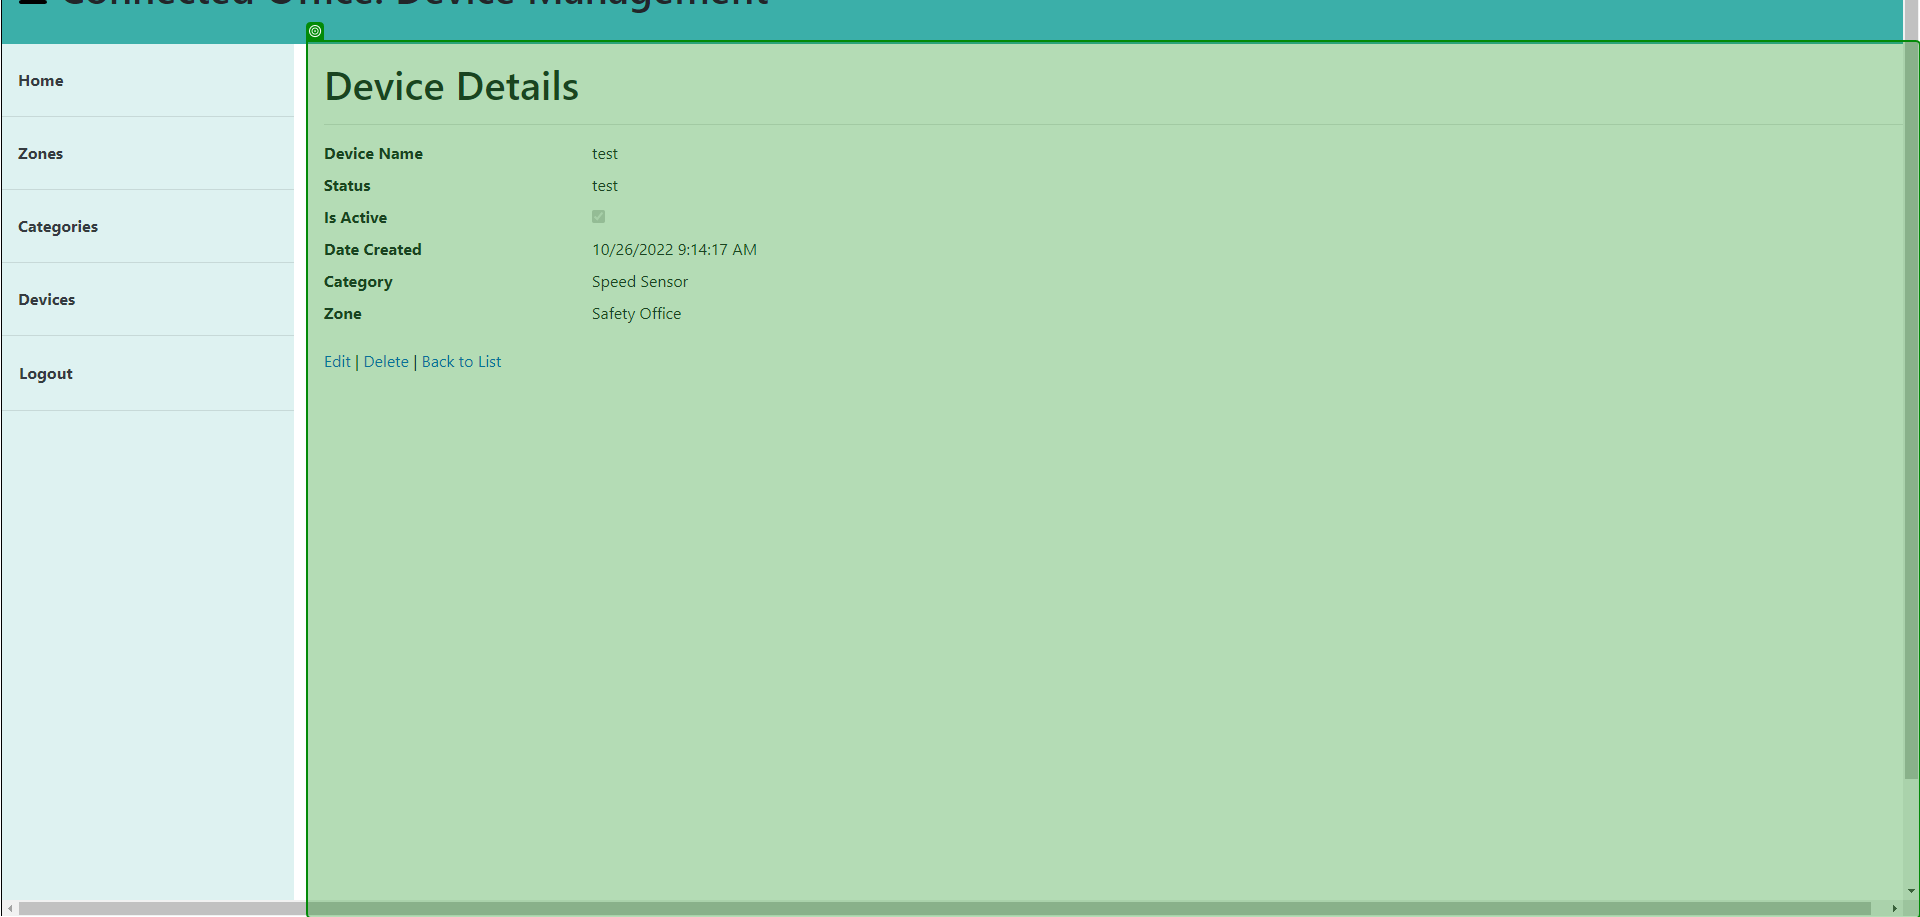 Connected Office: Device Management
Home
Zones
Categories
Devices
Logout
Device Details
Device Name test
Status test
Is Active
Date Created 10/26/2022 9:14:17 AM
Category Speed Sensor
Zone Safety Office
Edit | Delete | Back to List